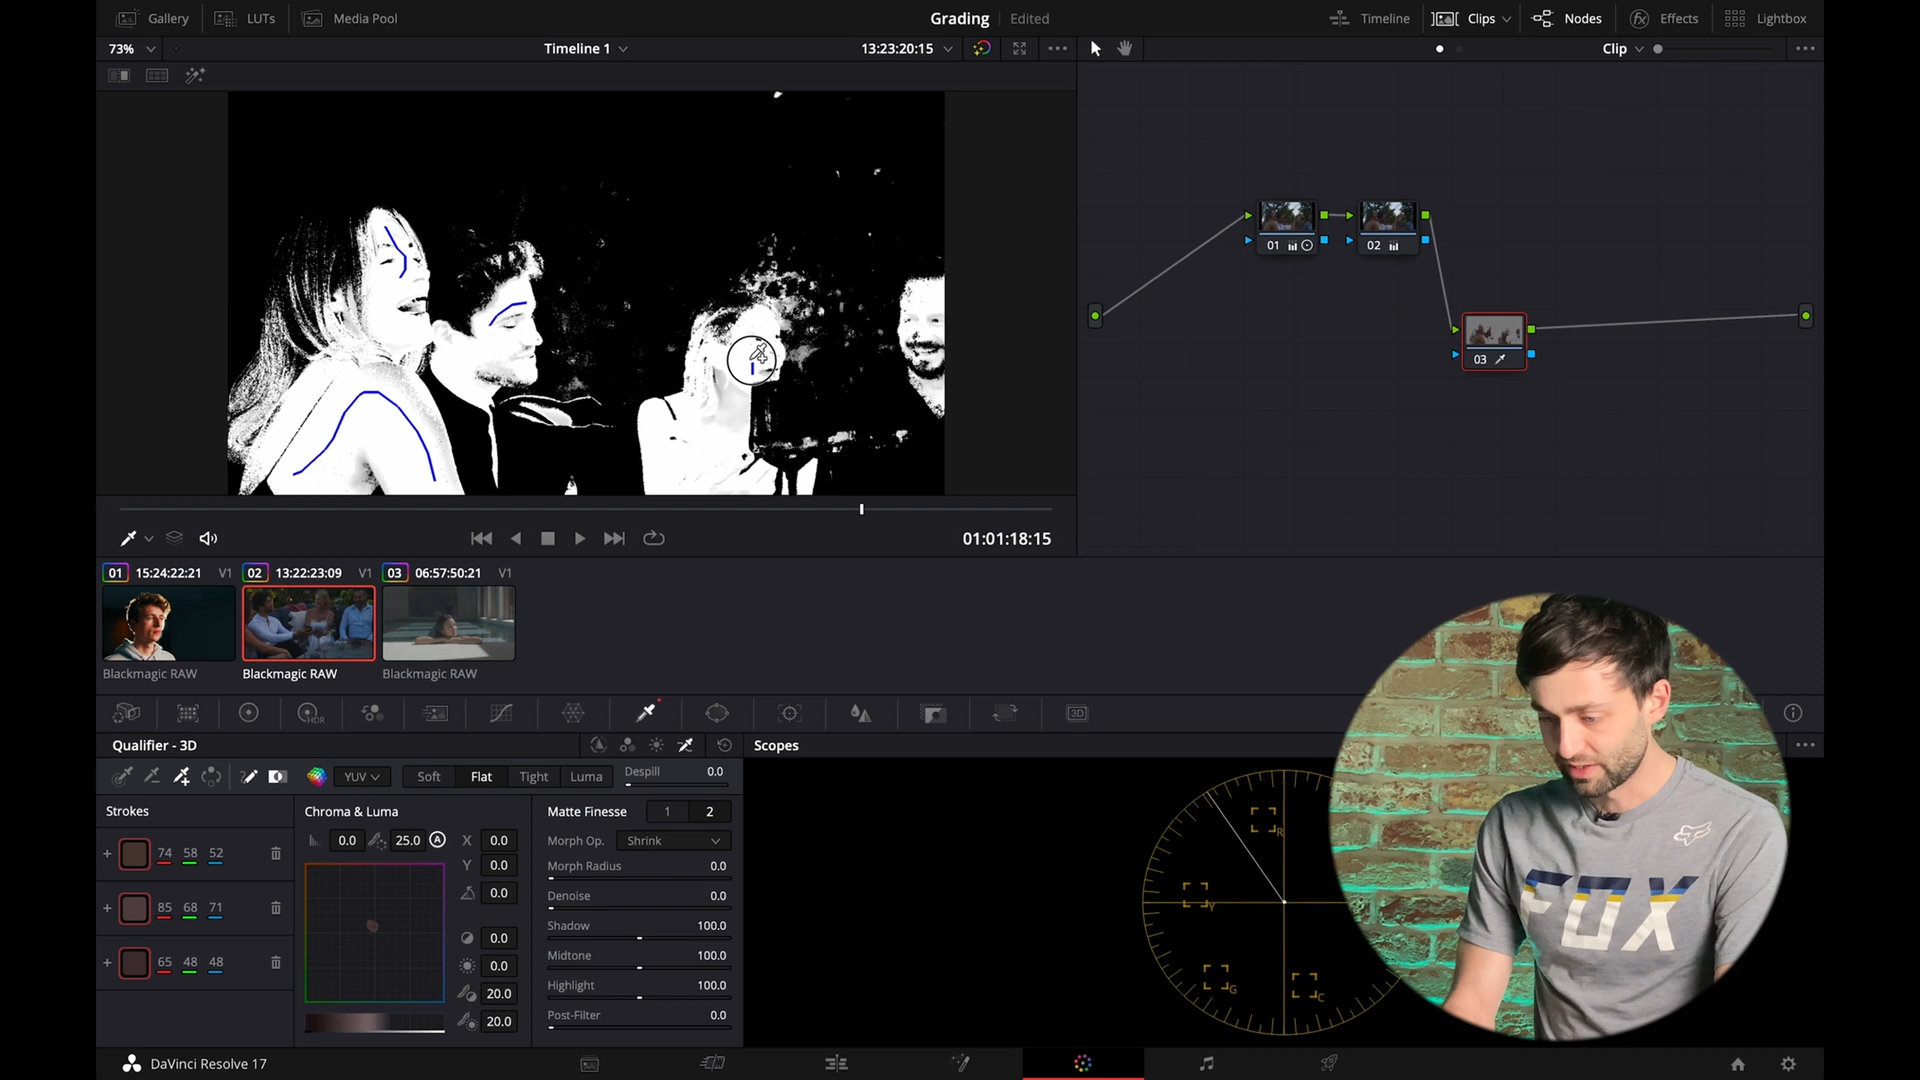 Gallery LUTs Media Pool Grading Edited Timeline Clips Nodes Effects Lightbox
73% Timeline 1 13:23:20:15 Clip
01 02
03
01:01:18:15
01 15:24:22:21 V1 02 13:22:23:09 V1 03 06:57:50:21 V1
Blackmagic RAW Blackmagic RAW Blackmagic RAW
HDR 3D
Qualifier - 3D Scopes
YUV Soft Flat Tight Luma Despill 0.0
Strokes Chroma & Luma Matte Finesse 1 2
0.0 25.0 A X 0.0 Morph Op. Shrink
74 58 52 Y 0.0 Morph Radius 0.0
0.0 Denoise 0.0
85 68 71 Shadow 100.0
0.0
65 48 48 0.0 Midtone 100.0
20.0 Highlight 100.0
20.0 Post-Filter 0.0
R
Y
G C
FOX
DaVinci Resolve 17